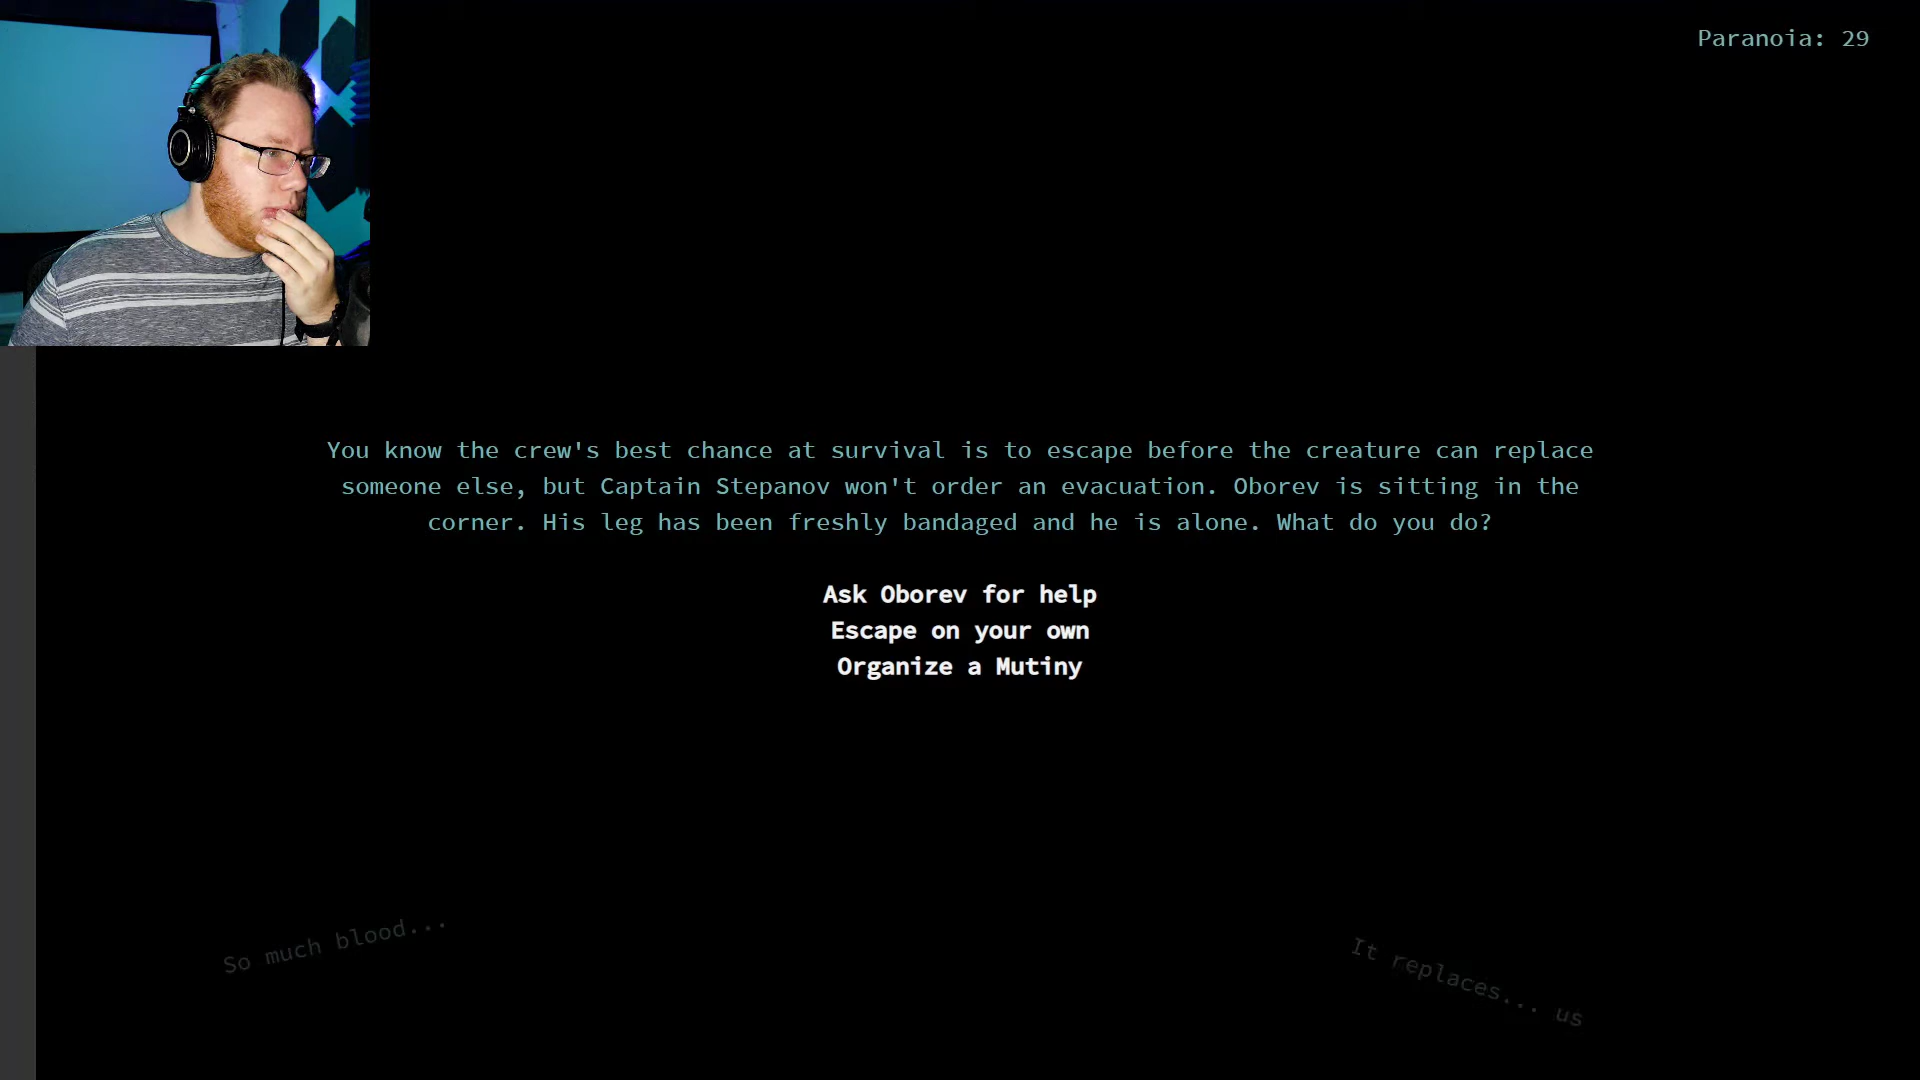 Paranoia: 29
You know the crew's best chance at survival is to escape before the creature can replace
someone else, but Captain Stepanov won't order an evacuation. Oborev is sitting in the
corner. His leg has been freshly bandaged and he is alone. What do you do?
Ask Oborev for help
Escape on your own
Organize a Mutiny
So much blood...
It replaces... us